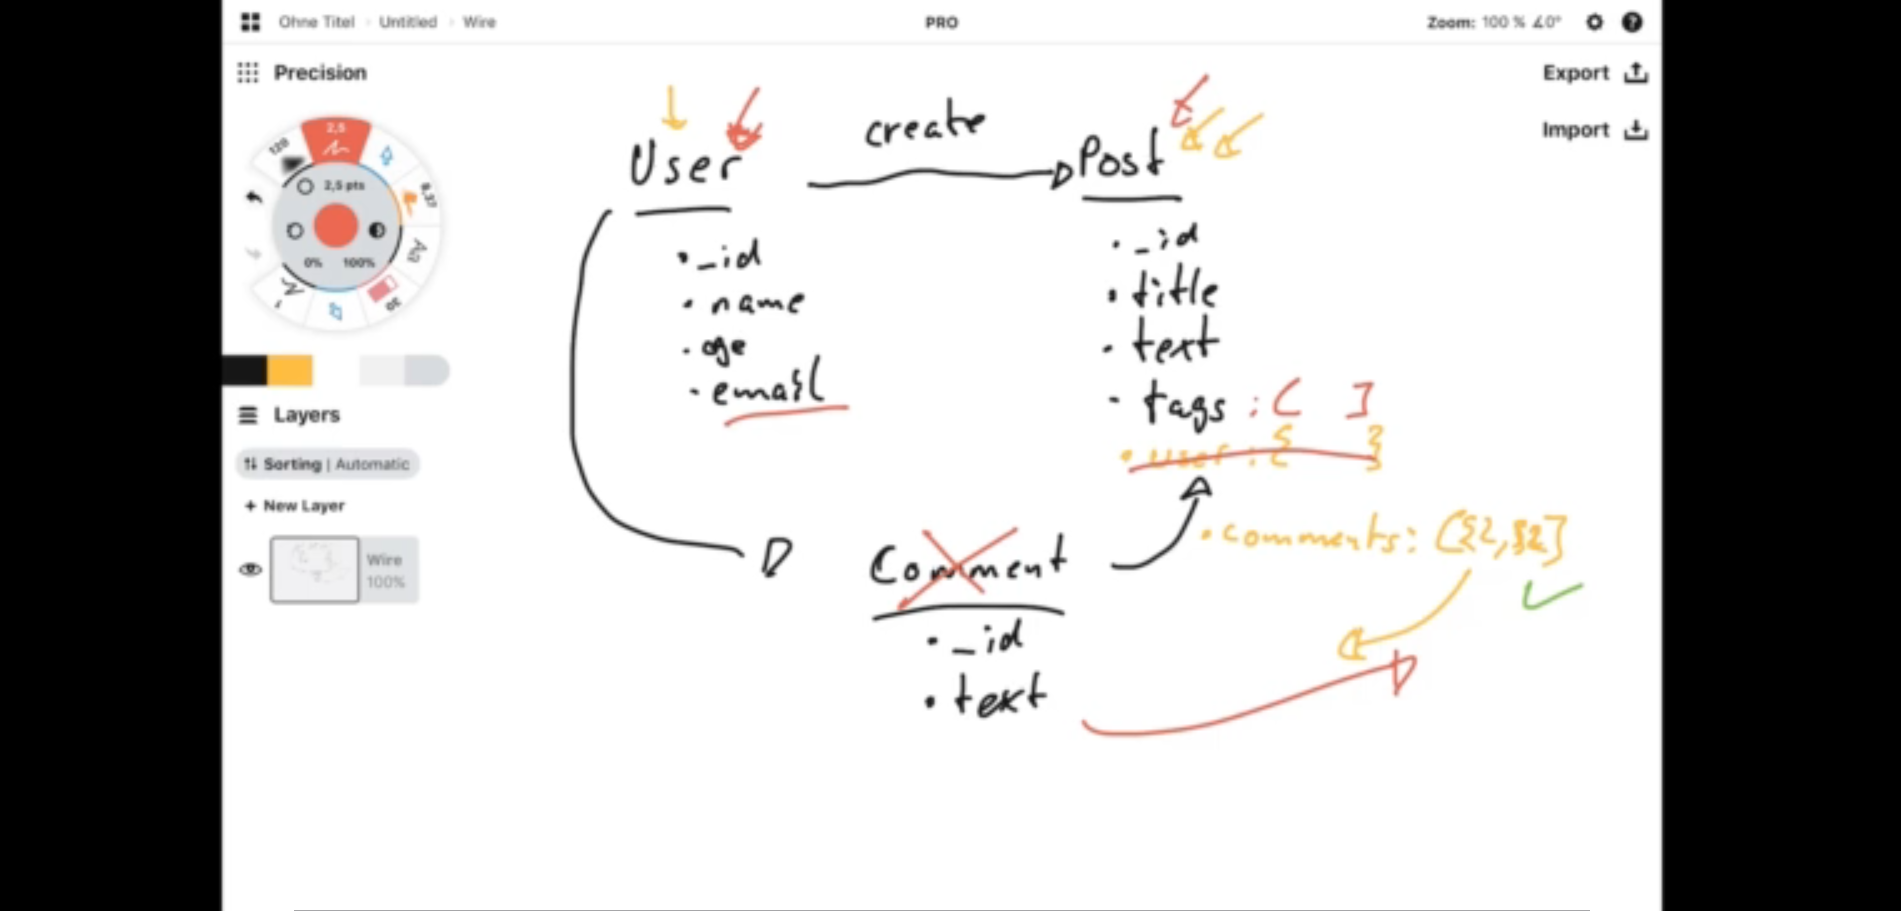 Ohne Titel › Untitled › Wire
PRO
Zoom: 100 % ∠0°
Precision
Export
Import
2,5
120
8,37
Aa
30
2,5 pts
0% 100%
Layers
Sorting | Automatic
+ New Layer
Wire
100%
User
create
Post
• _id
• name
• age
• email
• _id
• title
• text
• tags : [ ]
• user : { }
• comments: [{},{}]
Comment
• _id
• text